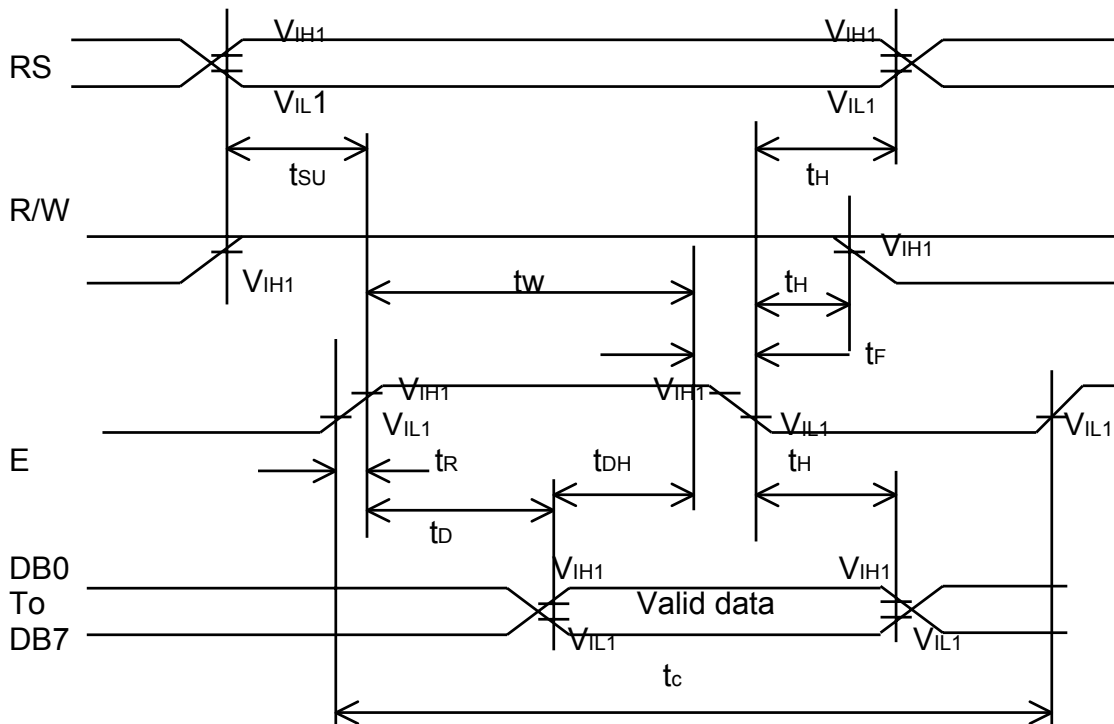 VIH1 VIH1
RS
VIL1 VIL1
tSU tH
R/W
VIH1
VIH1 tw tH
tF
VIH1 VIH1
VIL1 VIL1 VIL1
E tR tDH tH
tD
DB0 VIH1 VIH1
To Valid data
DB7 VIL1 VIL1
tc